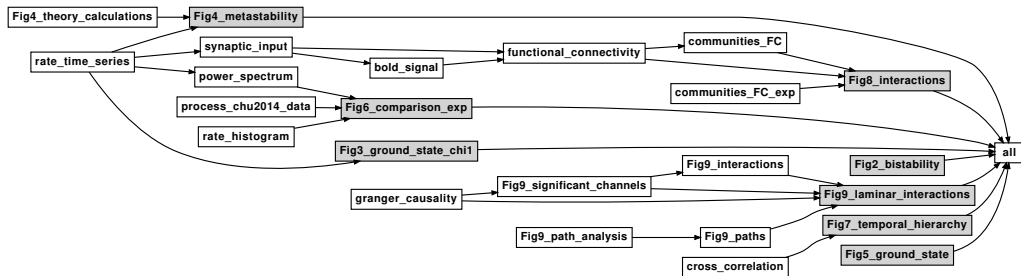 Fig4_theory_calculations
Fig4_metastability
rate_time_series
synaptic_input
bold_signal
functional_connectivity
communities_FC
power_spectrum
Fig8_interactions
process_chu2014_data
Fig6_comparison_exp
communities_FC_exp
rate_histogram
Fig3_ground_state_chi1
all
Fig9_interactions
Fig2_bistability
Fig9_significant_channels
granger_causality
Fig9_laminar_interactions
Fig7_temporal_hierarchy
Fig9_path_analysis
Fig9_paths
Fig5_ground_state
cross_correlation